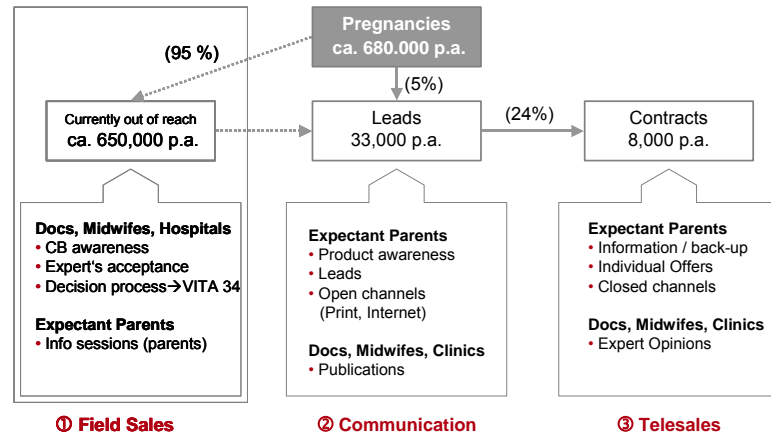 Pregnancies
ca. 680.000 p.a.
(95 %)
(5%)
Currently out of reach
ca. 650,000 p.a.
Leads
33,000 p.a.
(24%)
Contracts
8,000 p.a.
Docs, Midwifes, Hospitals
• CB awareness
• Expert's acceptance
• Decision process→VITA 34
Expectant Parents
• Info sessions (parents)
Expectant Parents
• Product awareness
• Leads
• Open channels
(Print, Internet)
Docs, Midwifes, Clinics
• Publications
Expectant Parents
• Information / back-up
• Individual Offers
• Closed channels
Docs, Midwifes, Clinics
• Expert Opinions
① Field Sales
② Communication
③ Telesales